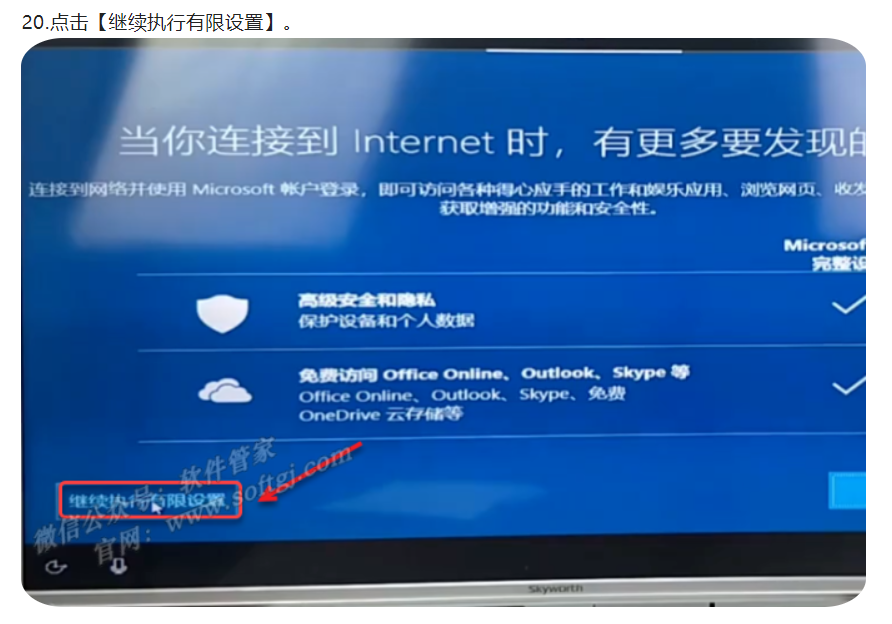 20.点击【继续执行有限设置】。
当你连接到 Internet 时，有更多要发现的
连接到网络并使用 Microsoft 帐户登录，即可访问各种得心应手的工作和娱乐应用、浏览网页、收发
获取增强的功能和安全性。
Microsof
完整设
高级安全和隐私
保护设备和个人数据
免费访问 Office Online、Outlook、Skype 等
Office Online、Outlook、Skype、免费
OneDrive 云存储等
继续执行有限设置
微信公众号：软件管家
官网：www.softgj.com
Skyworth